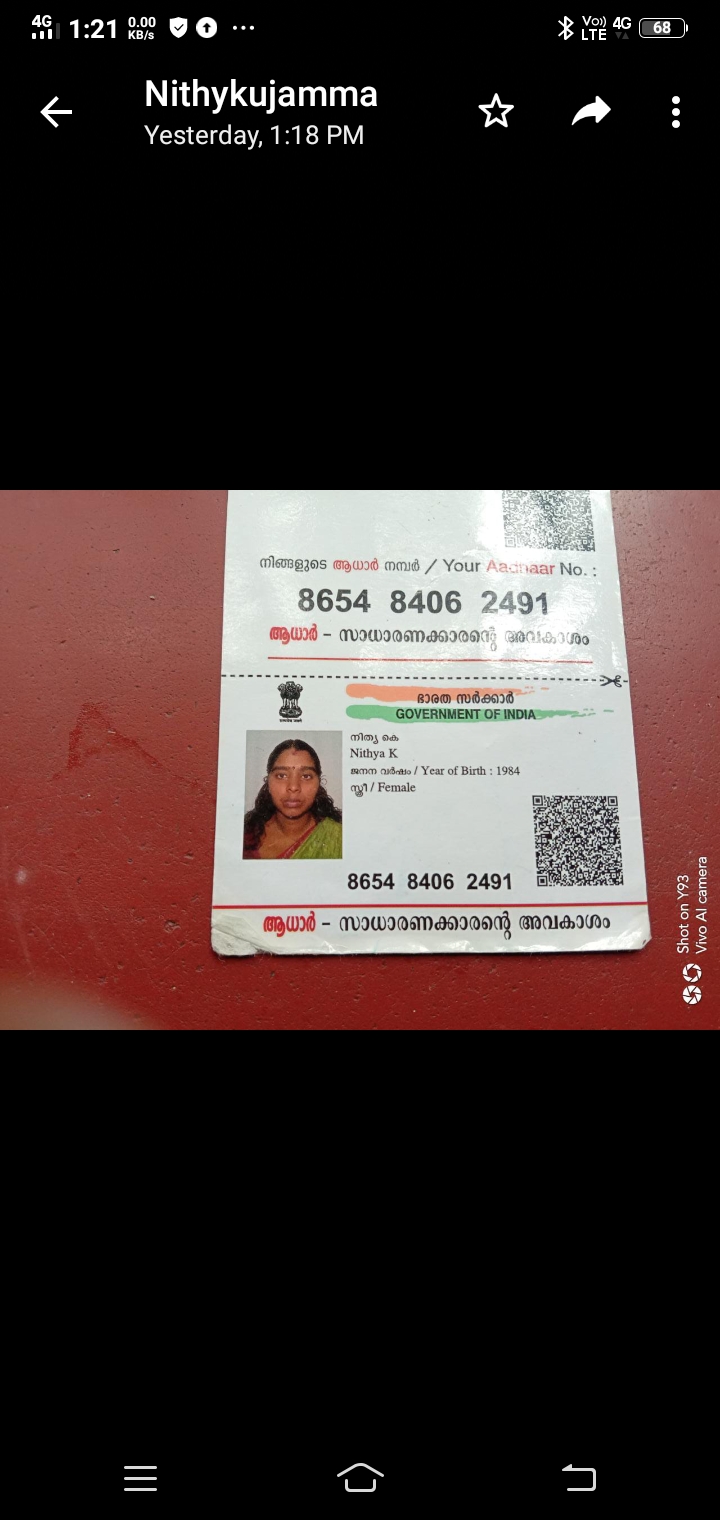 4G 1:21 0.00 KB/s ... Vo)) LTE 4G 68
Nithykujamma
Yesterday, 1:18 PM
നിങ്ങളുടെ ആധാർ നമ്പർ / Your Aadhaar No. :
8654 8406 2491
ആധാർ – സാധാരണക്കാരന്റെ അവകാശം
ഭാരത സർക്കാർ
GOVERNMENT OF INDIA
നിത്യ കെ
Nithya K
ജനന വർഷം / Year of Birth : 1984
സ്ത്രീ / Female
8654 8406 2491
ആധാർ – സാധാരണക്കാരന്റെ അവകാശം
Shot on Y93
Vivo AI camera